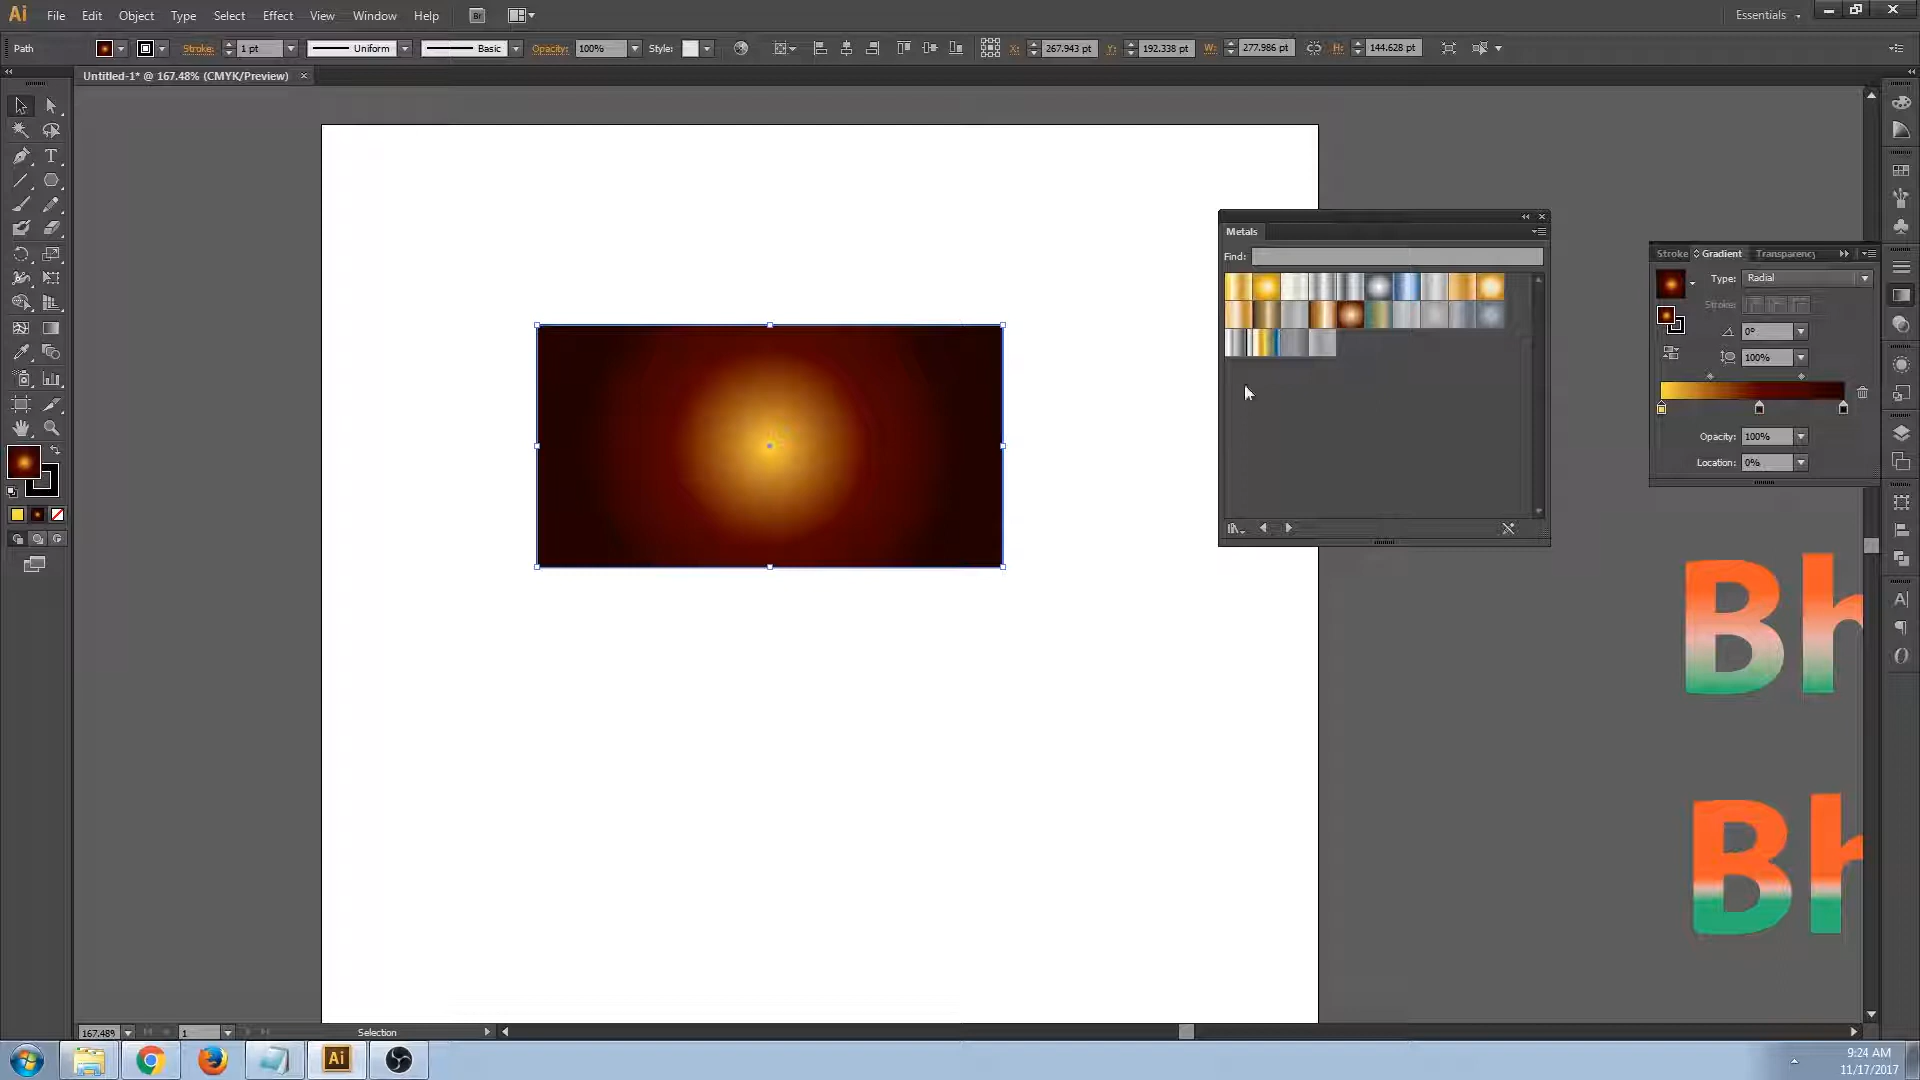 Ai File Edit Object Type Select Effect View Window Help Br Essentials
Path Stroke: 1 pt Uniform Basic Opacity: 100% Style: X: 267.943 pt Y: 192.338 pt W: 277.986 pt H: 144.628 pt
Untitled-1* @ 167.48% (CMYK/Preview)
Metals
Find:
Stroke Gradient Transparency
Type: Radial
Stroke:
0°
100%
Opacity: 100%
Location: 0%
Bh
Bh
167.48% 1 Selection
Ai
9:24 AM
11/17/2017